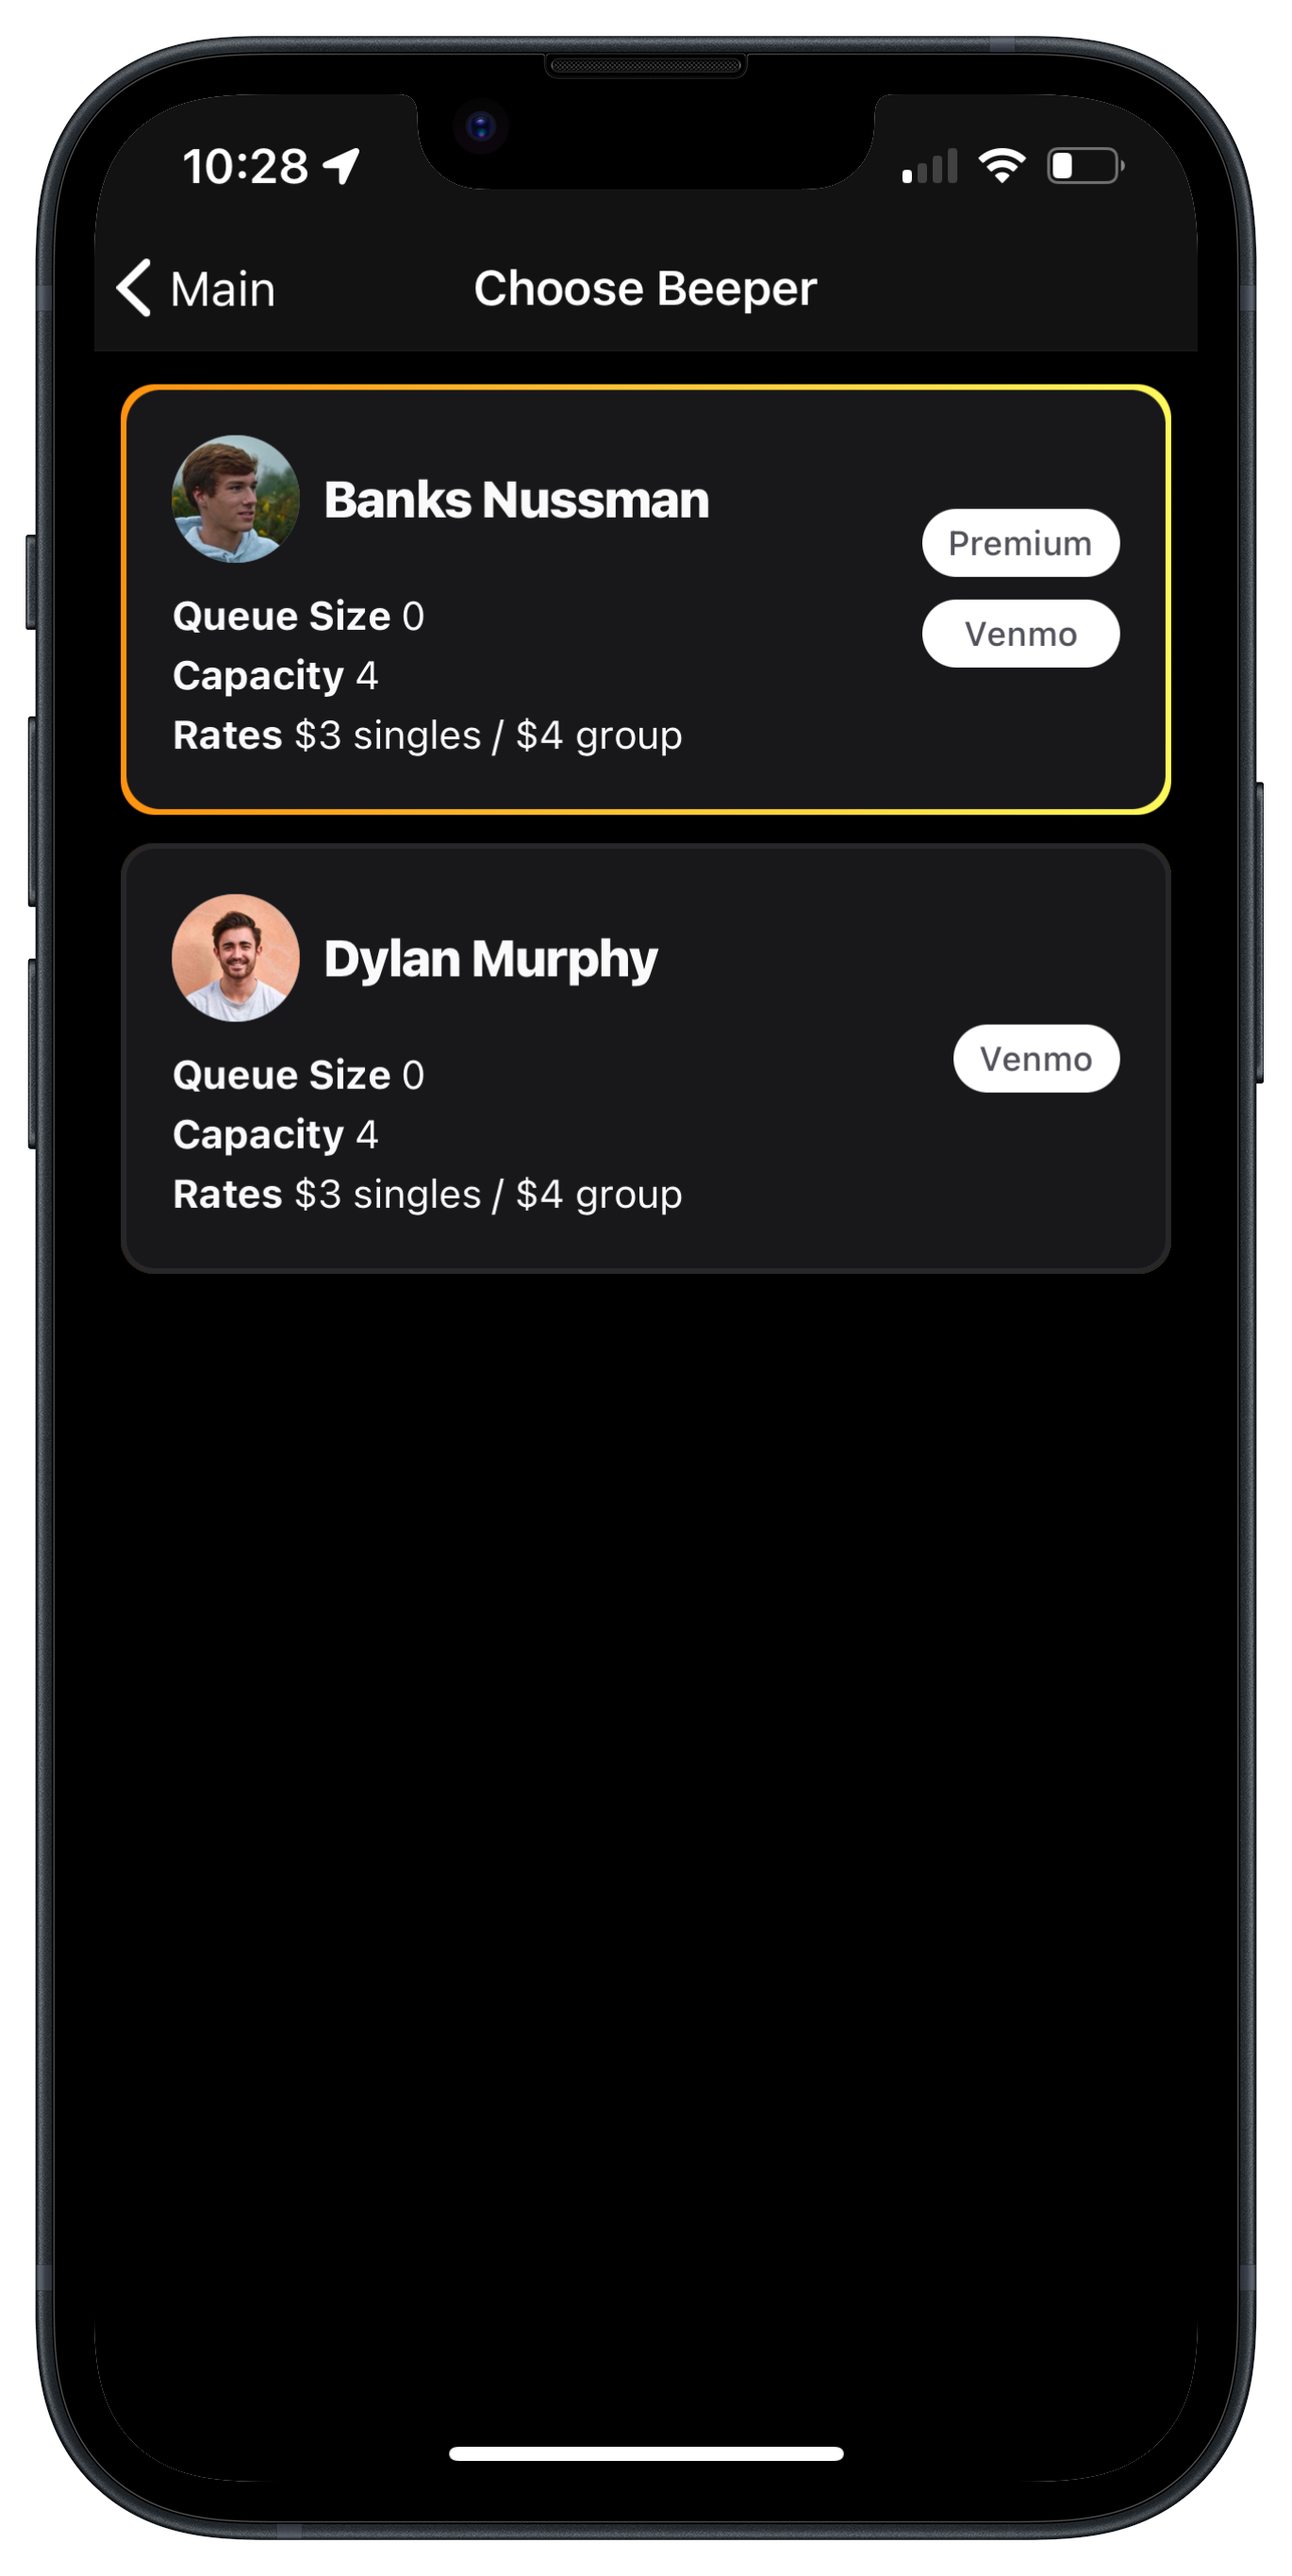 10:28
Main
Choose Beeper
Banks Nussman
Premium
Venmo
Queue Size 0
Capacity 4
Rates $3 singles / $4 group
Dylan Murphy
Venmo
Queue Size 0
Capacity 4
Rates $3 singles / $4 group